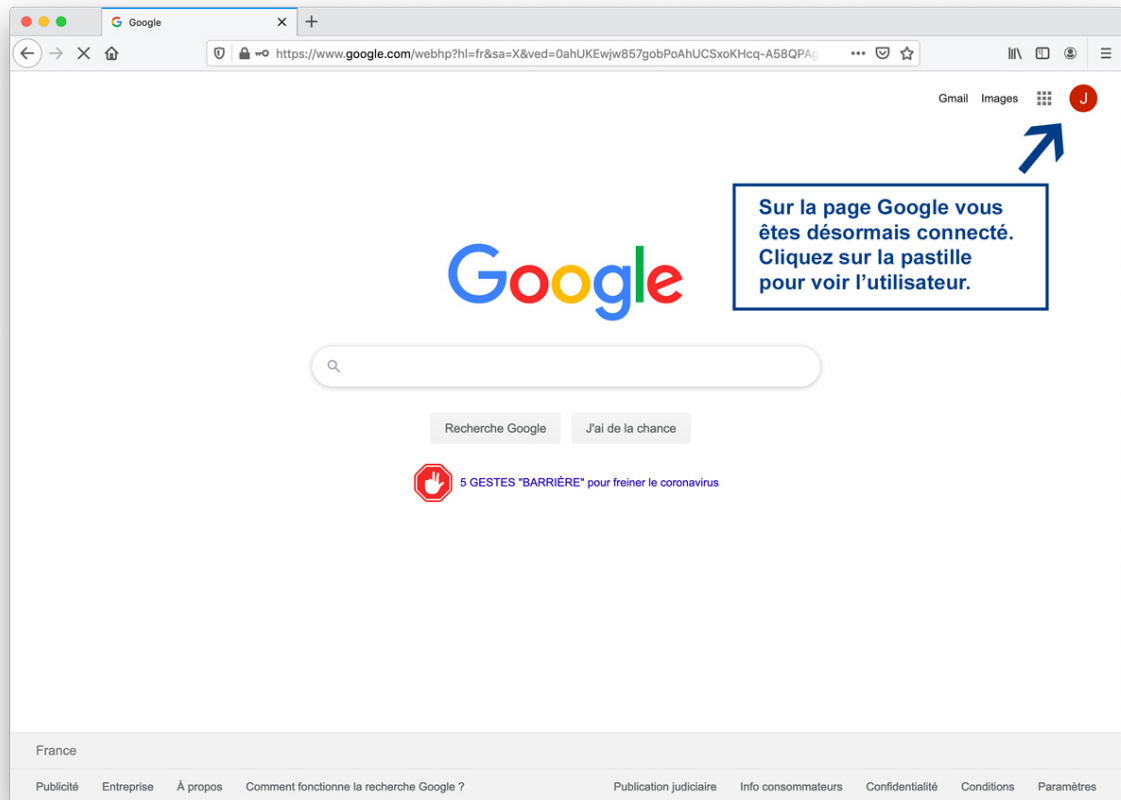 Google
https://www.google.com/webhp?hl=fr&sa=X&ved=0ahUKEwjw857gobPoAhUCSxoKHcq-A58QPAg
Gmail Images J
Sur la page Google vous
êtes désormais connecté.
Cliquez sur la pastille
pour voir l’utilisateur.
Google
Recherche Google J'ai de la chance
5 GESTES "BARRIÈRE" pour freiner le coronavirus
France
Publicité Entreprise À propos Comment fonctionne la recherche Google ? Publication judiciaire Info consommateurs Confidentialité Conditions Paramètres